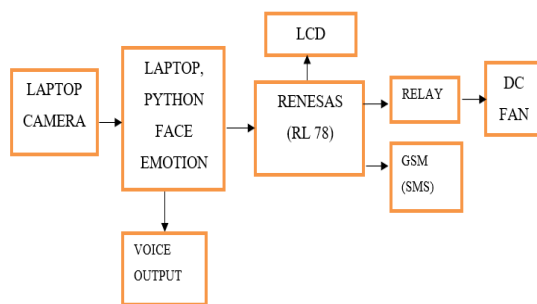 LCD
LAPTOP
CAMERA
LAPTOP,
PYTHON
FACE
EMOTION
RENESAS
(RL 78)
RELAY
DC
FAN
GSM
(SMS)
VOICE
OUTPUT